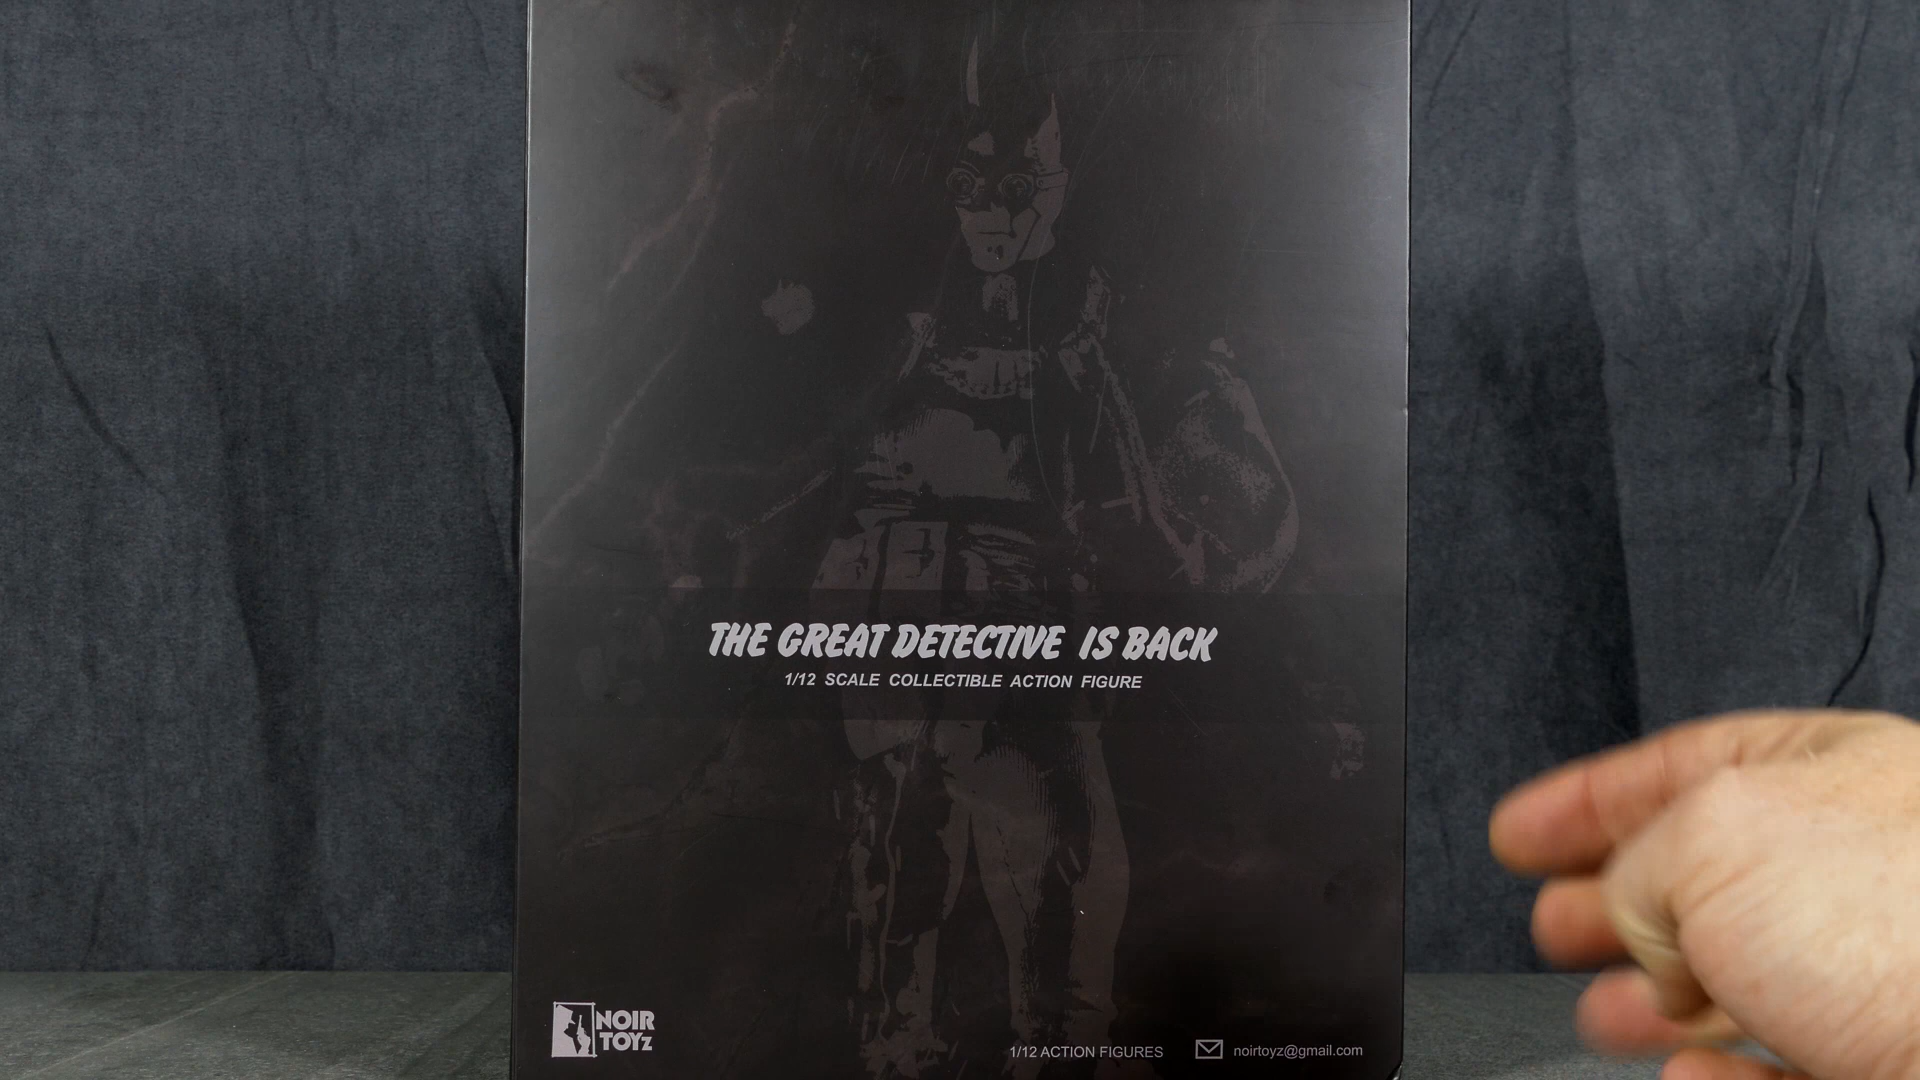 THE GREAT DETECTIVE IS BACK
1/12 SCALE COLLECTIBLE ACTION FIGURE
NOIR
TOYz
1/12 ACTION FIGURES
noirtoyz@gmail.com